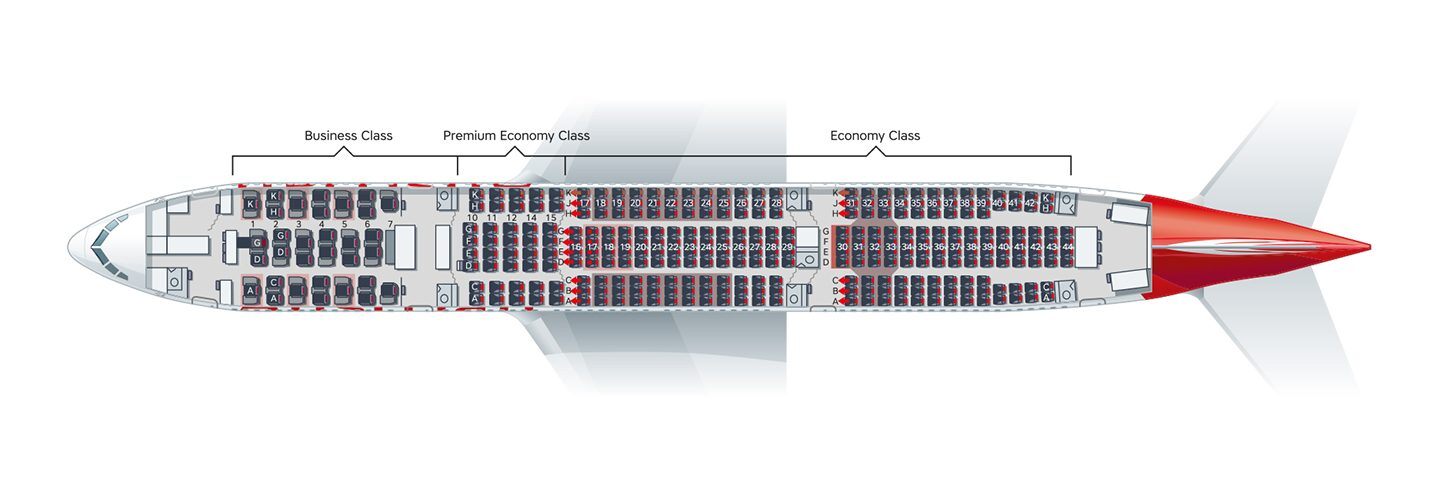 Business Class Premium Economy Class Economy Class
K K K K K
K J 17 18 19 20 21 22 23 24 25 26 27 28 J 31 32 33 34 35 36 37 38 39 40 41 42
H H H H H
1 2 3 4 5 6 7 10 11 12 14 15
G G G G
G F F F
16 17 18 19 20 21 22 23 24 25 26 27 28 29 30 31 32 33 34 35 36 37 38 39 40 41 42 43 44
D E E E
D D D
C C C C C
A B B
A A A A A